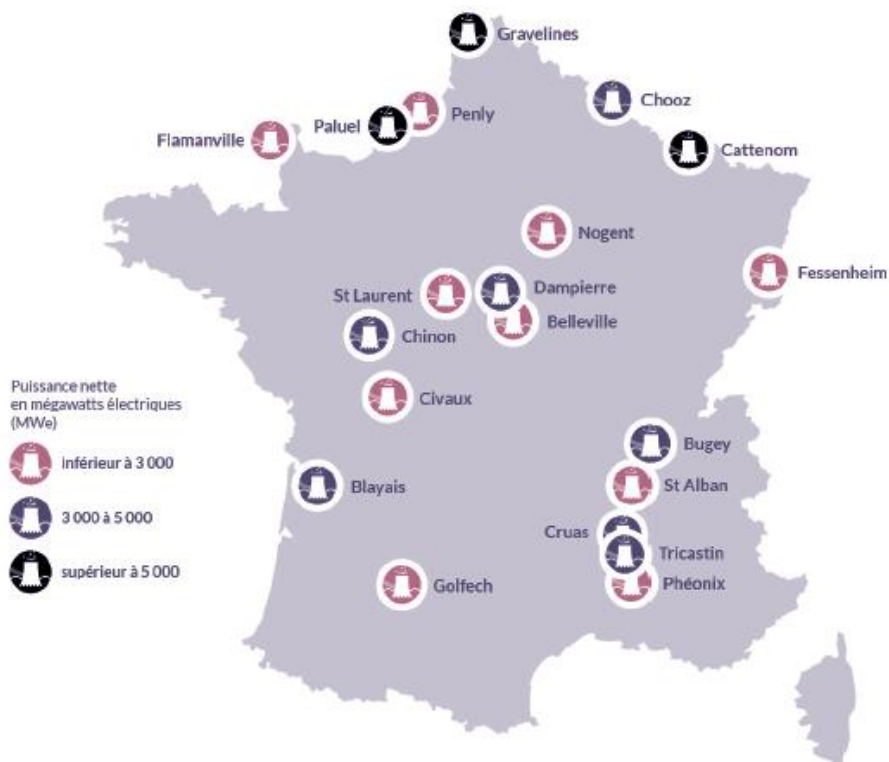 Gravelines
Chooz
Paluel
Penly
Flamanville
Cattenom
Nogent
Fessenheim
St Laurent
Dampierre
Belleville
Chinon
Puissance nette
en mégawatts électriques
(MWe)
Civaux
inférieur à 3 000
Bugey
Blayais
St Alban
3 000 à 5 000
Cruas
Tricastin
supérieur à 5 000
Golfech
Phéonix